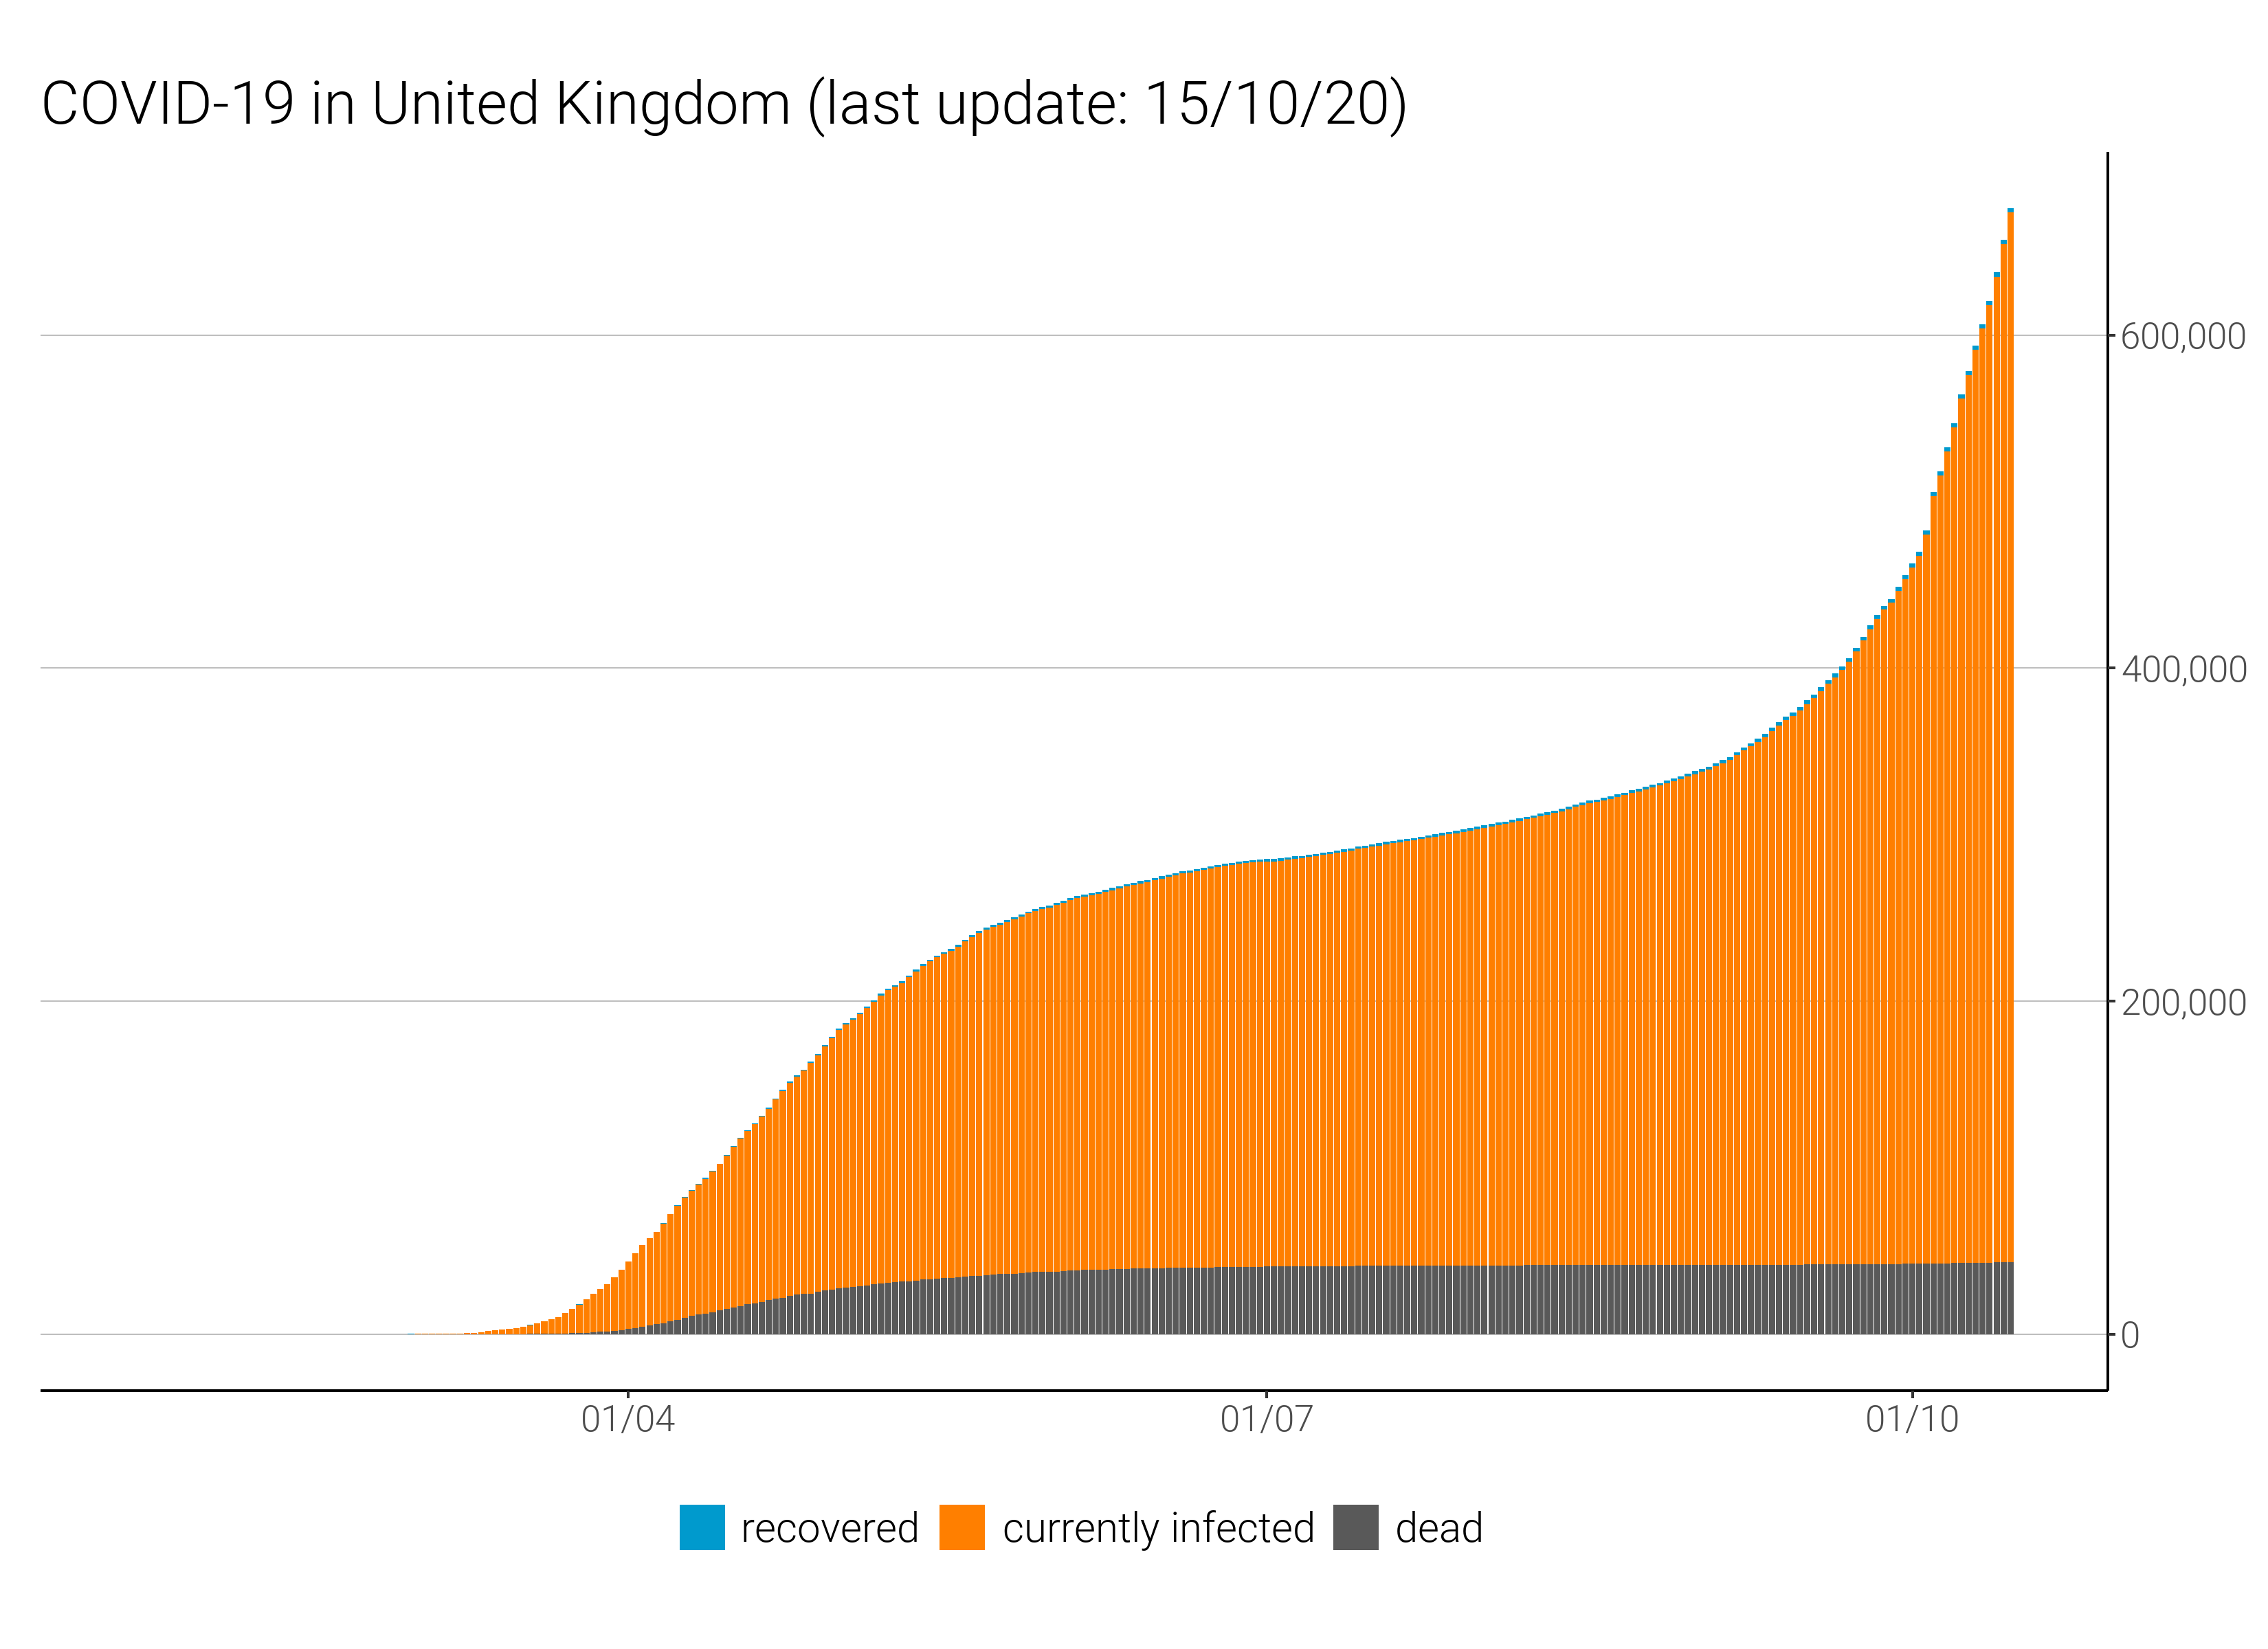 COVID-19 in United Kingdom (last update: 15/10/20)
600,000
400,000
200,000
0
01/04 01/07 01/10
recovered currently infected dead